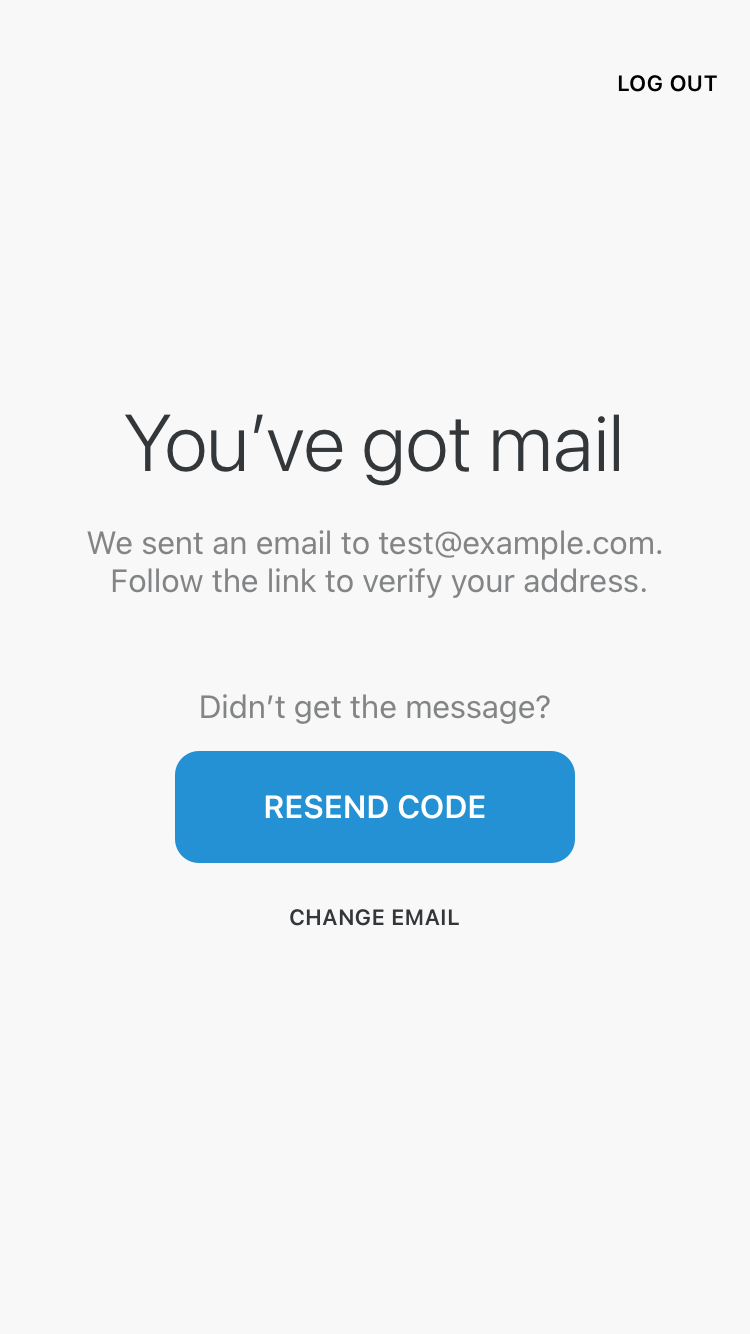 LOG OUT
You’ve got mail
We sent an email to test@example.com.
Follow the link to verify your address.
Didn’t get the message?
RESEND CODE
CHANGE EMAIL